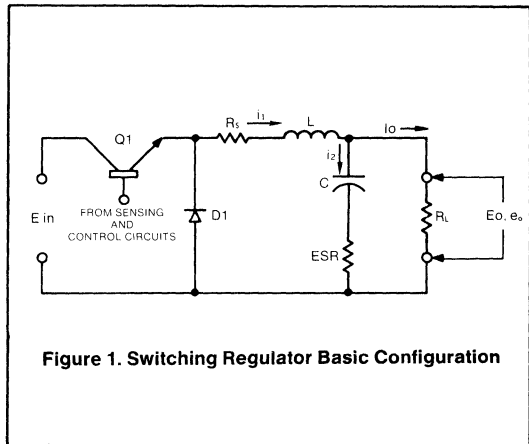 Q1
E in
FROM SENSING
AND
CONTROL CIRCUITS
D1
Rs
i1
L
i2
C
ESR
Io
RL
Eo, eo
Figure 1. Switching Regulator Basic Configuration